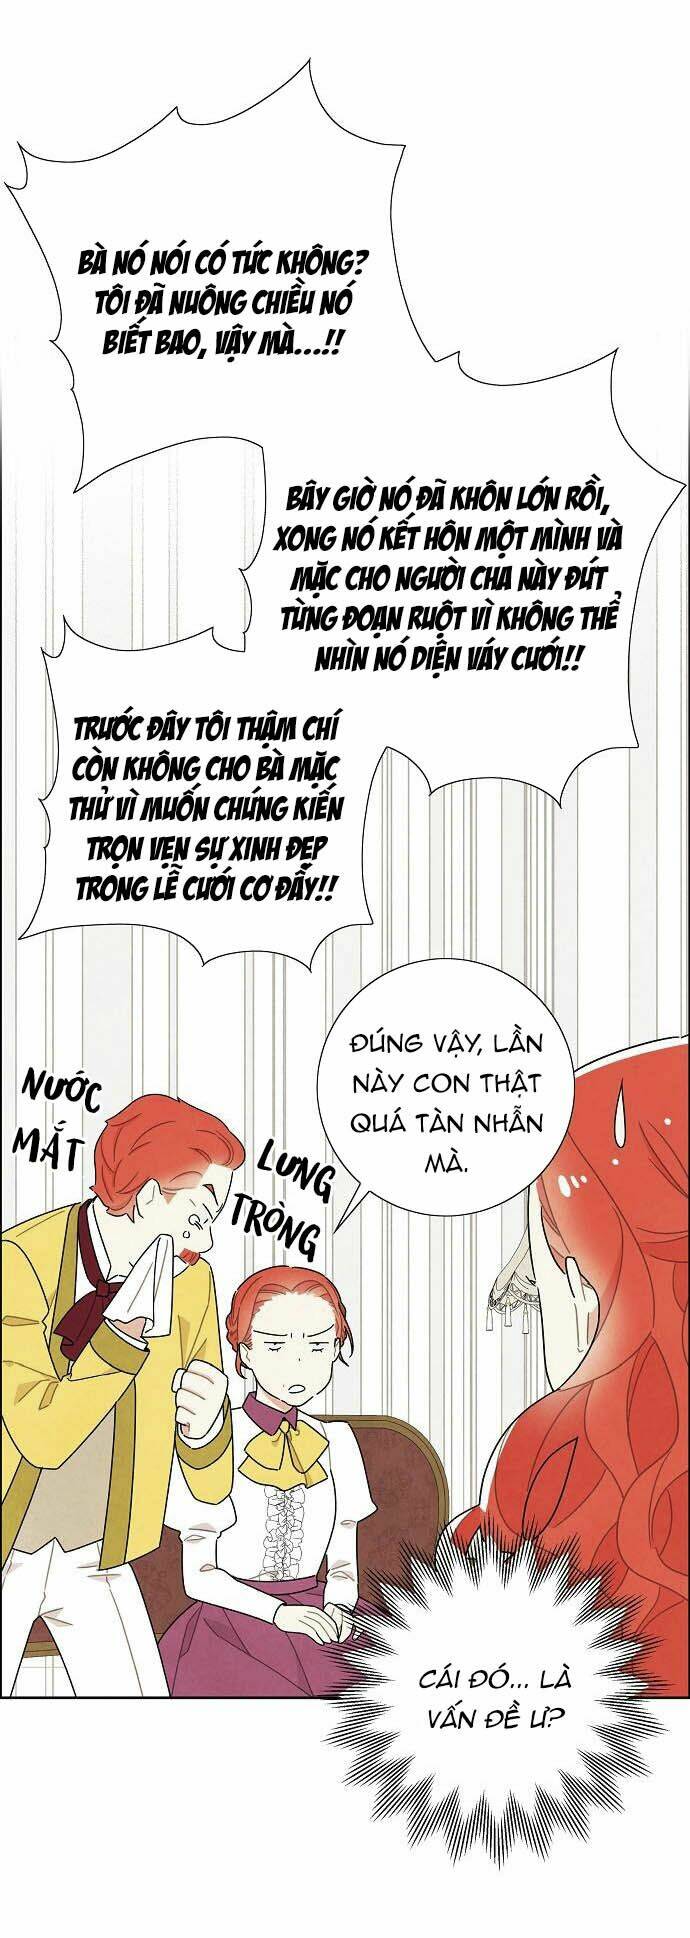 BÀ NÓ NÓI CÓ TỨC KHÔNG?
TÔI ĐÃ NUÔNG CHIỀU NÓ
BIẾT BAO, VẬY MÀ...!!
BÂY GIỜ NÓ ĐÃ KHÔN LỚN RỒI,
XONG NÓ KẾT HÔN MỘT MÌNH VÀ
MẶC CHO NGƯỜI CHA NÀY ĐỨT
TỪNG ĐOẠN RUỘT VÌ KHÔNG THỂ
NHÌN NÓ DIỆN VÁY CƯỚI!!
TRƯỚC ĐÂY TÔI THẬM CHÍ
CÒN KHÔNG CHO BÀ MẶC
THỬ VÌ MUỐN CHỨNG KIẾN
TRỌN VẸN SỰ XINH ĐẸP
TRONG LỄ CƯỚI CƠ ĐẤY!!
ĐÚNG VẬY, LẦN
NÀY CON THẬT
QUÁ TÀN NHẪN
MÀ.
NƯỚC
MẮT
LƯNG
TRÒNG
CÁI ĐÓ... LÀ
VẤN ĐỀ Ư?